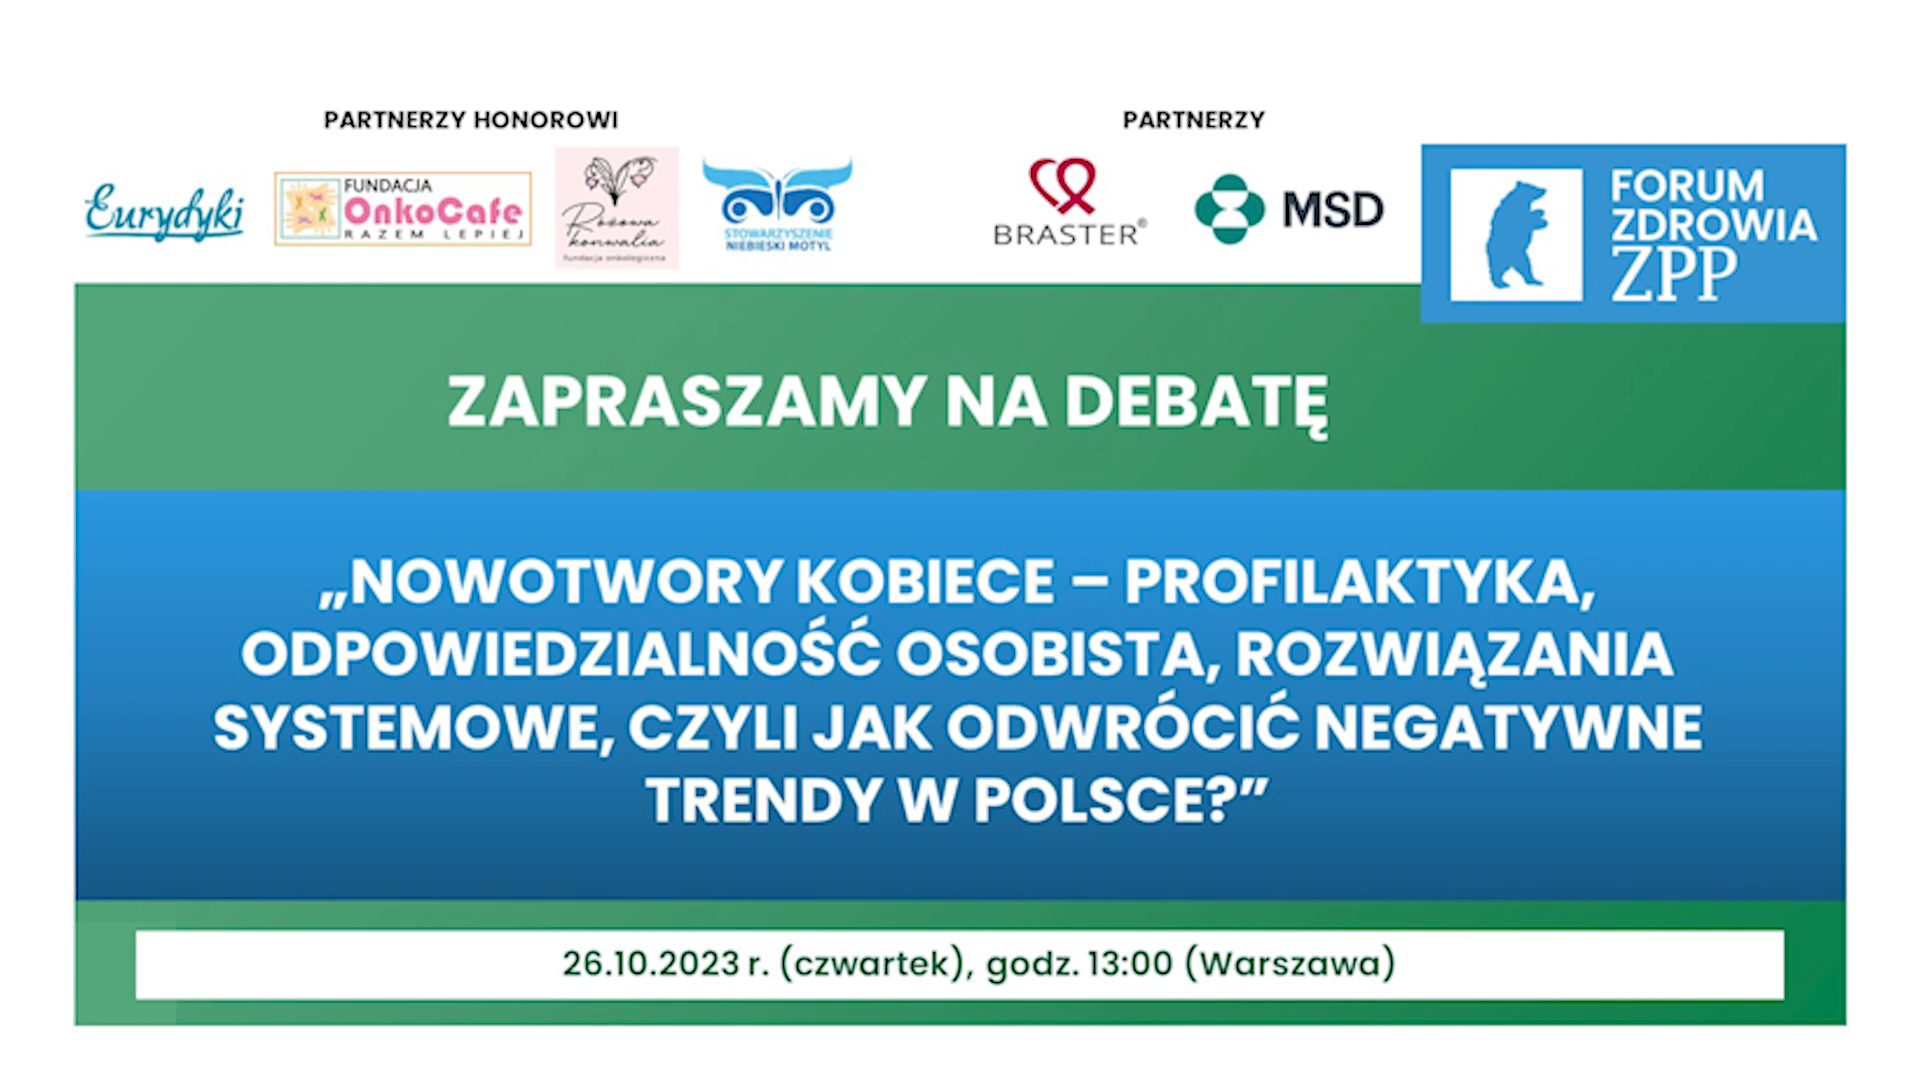 PARTNERZY HONOROWI
PARTNERZY
Eurydyki
FUNDACJA
OnkoCafe
RAZEM LEPIEJ
Różowa
konwalia
fundacja onkologiczna
STOWARZYSZENIE
NIEBIESKI MOTYL
BRASTER®
MSD
FORUM
ZDROWIA
ZPP
ZAPRASZAMY NA DEBATĘ
„NOWOTWORY KOBIECE – PROFILAKTYKA,
ODPOWIEDZIALNOŚĆ OSOBISTA, ROZWIĄZANIA
SYSTEMOWE, CZYLI JAK ODWRÓCIĆ NEGATYWNE
TRENDY W POLSCE?”
26.10.2023 r. (czwartek), godz. 13:00 (Warszawa)